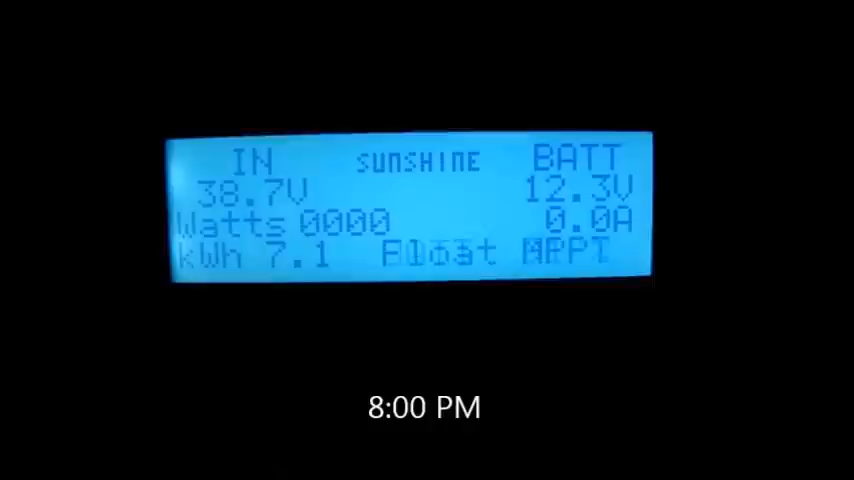 IN SUNSHINE BATT
38.7V 12.3V
Watts 0000 0.0A
kWh 7.1 Float MPPT
8:00 PM